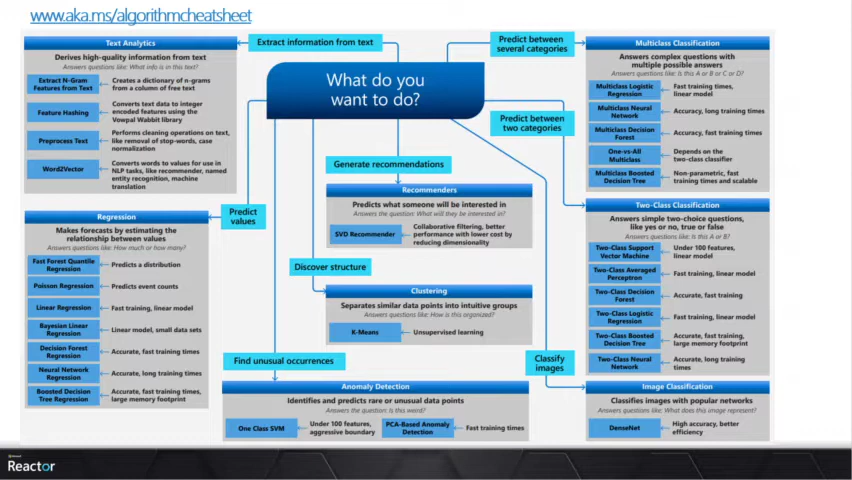 www.aka.ms/algorithmcheatsheet
What do you
want to do?
Extract information from text
Text Analytics
Derives high-quality information from text
Answers questions like: What info is in this text?
Extract N-Gram
Features from Text
Creates a dictionary of n-grams
from a column of free text
Feature Hashing
Converts text data to integer
encoded features using the
Vowpal Wabbit library
Preprocess Text
Performs cleaning operations on text,
like removal of stop-words, case
normalization
Word2Vector
Converts words to values for use in
NLP tasks, like recommender, named
entity recognition, machine
translation
Predict
values
Regression
Makes forecasts by estimating the
relationship between values
Answers questions like: How much or how many?
Fast Forest Quantile
Regression
Predicts a distribution
Poisson Regression
Predicts event counts
Linear Regression
Fast training, linear model
Bayesian Linear
Regression
Linear model, small data sets
Decision Forest
Regression
Accurate, fast training times
Neural Network
Regression
Accurate, long training times
Boosted Decision
Tree Regression
Accurate, fast training times,
large memory footprint
Generate recommendations
Recommenders
Predicts what someone will be interested in
Answers the question: What will they be interested in?
SVD Recommender
Collaborative filtering, better
performance with lower cost by
reducing dimensionality
Discover structure
Clustering
Separates similar data points into intuitive groups
Answers questions like: How is this organized?
K-Means
Unsupervised learning
Find unusual occurrences
Anomaly Detection
Identifies and predicts rare or unusual data points
Answers the question: Is this weird?
One Class SVM
Under 100 features,
aggressive boundary
PCA-Based Anomaly
Detection
Fast training times
Predict between
several categories
Multiclass Classification
Answers complex questions with
multiple possible answers
Answers questions like: Is this A or B or C or D?
Multiclass Logistic
Regression
Fast training times,
linear model
Multiclass Neural
Network
Accuracy, long training times
Multiclass Decision
Forest
Accuracy, fast training times
One-vs-All
Multiclass
Depends on the
two-class classifier
Multiclass Boosted
Decision Tree
Non-parametric, fast
training times and scalable
Predict between
two categories
Two-Class Classification
Answers simple two-choice questions,
like yes or no, true or false
Answers questions like: Is this A or B?
Two-Class Support
Vector Machine
Under 100 features,
linear model
Two-Class Averaged
Perceptron
Fast training, linear model
Two-Class Decision
Forest
Accurate, fast training
Two-Class Logistic
Regression
Fast training, linear model
Two-Class Boosted
Decision Tree
Accurate, fast training,
large memory footprint
Two-Class Neural
Network
Accurate, long training
times
Classify
images
Image Classification
Classifies images with popular networks
Answers questions like: What does this image represent?
DenseNet
High accuracy, better
efficiency
Microsoft
Reactor